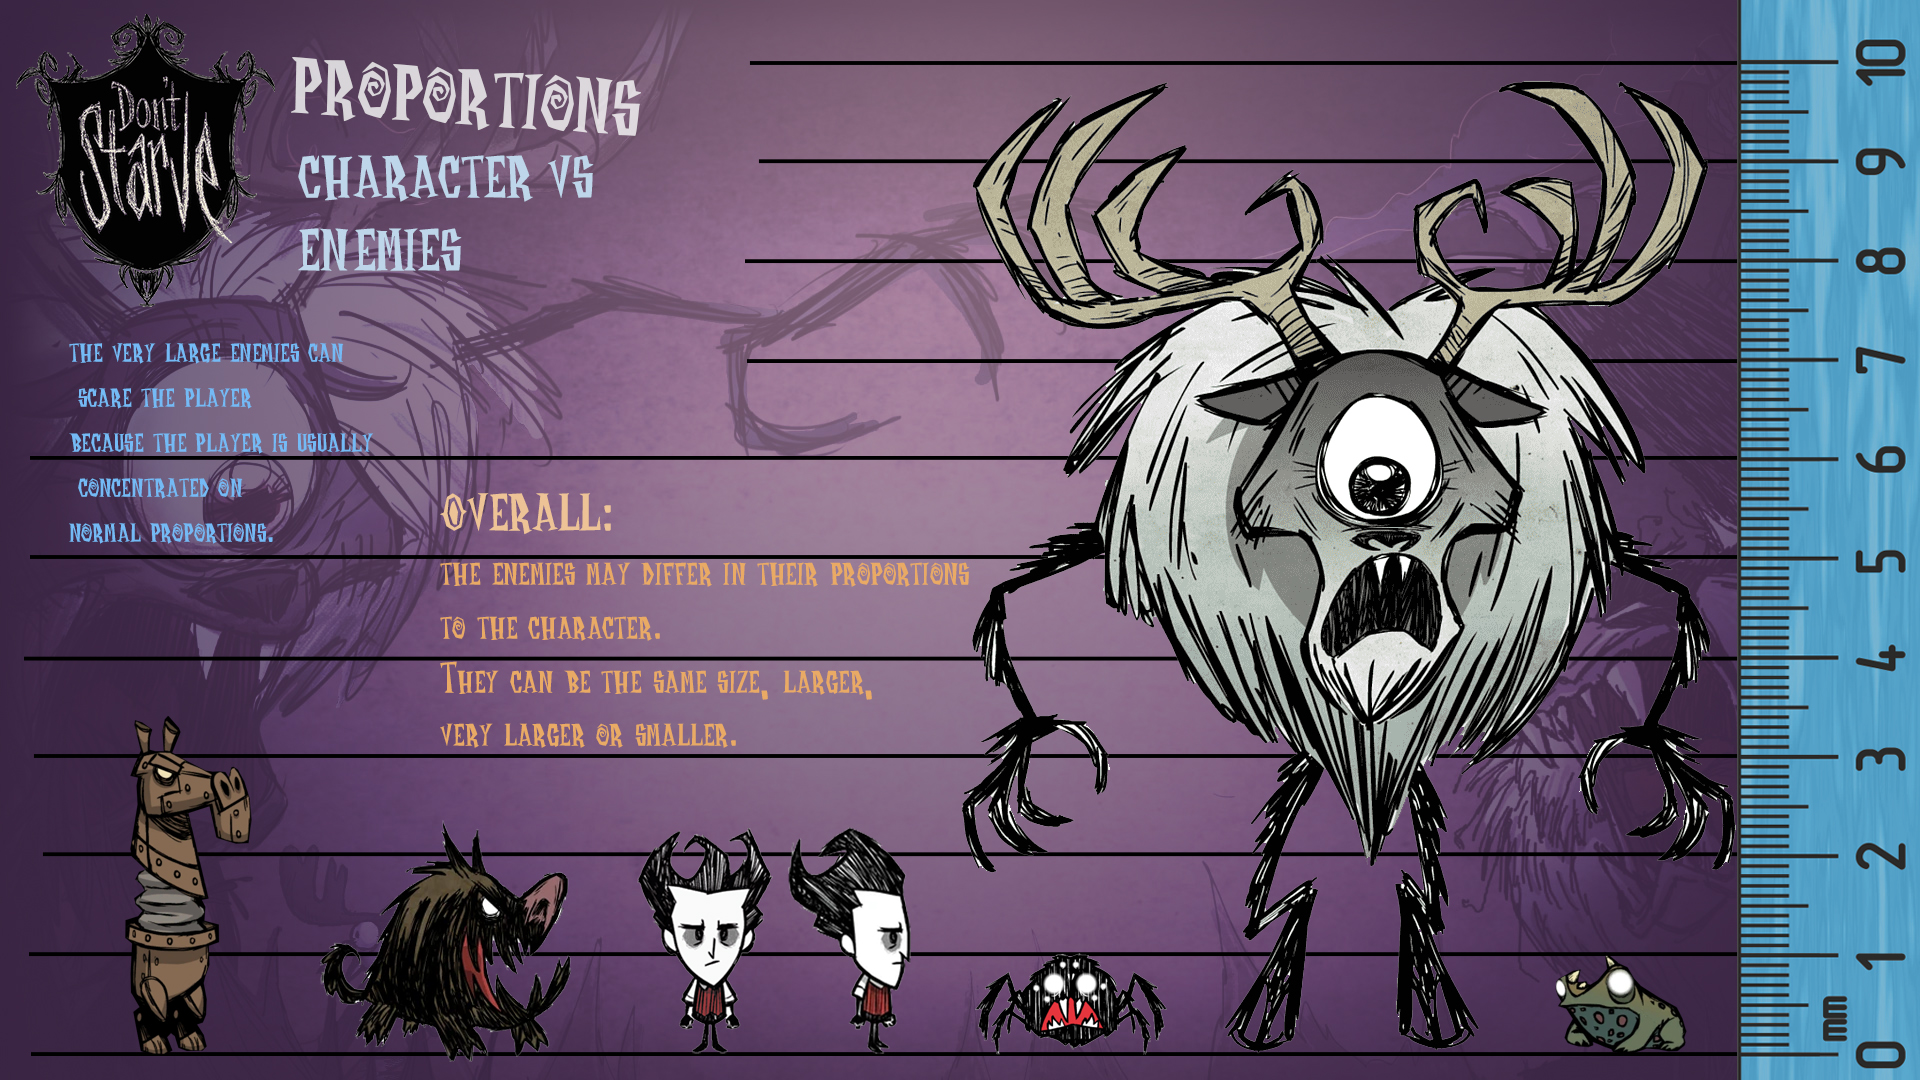 Don't
Starve
PROPORTIONS
CHARACTER VS
ENEMIES
THE VERY LARGE ENEMIES CAN
SCARE THE PLAYER
BECAUSE THE PLAYER IS USUALLY
CONCENTRATED ON
NORMAL PROPORTIONS.
OVERALL:
THE ENEMIES MAY DIFFER IN THEIR PROPORTIONS
TO THE CHARACTER.
THEY CAN BE THE SAME SIZE, LARGER,
VERY LARGER OR SMALLER.
10
9
8
7
6
5
4
3
2
1
mm
0